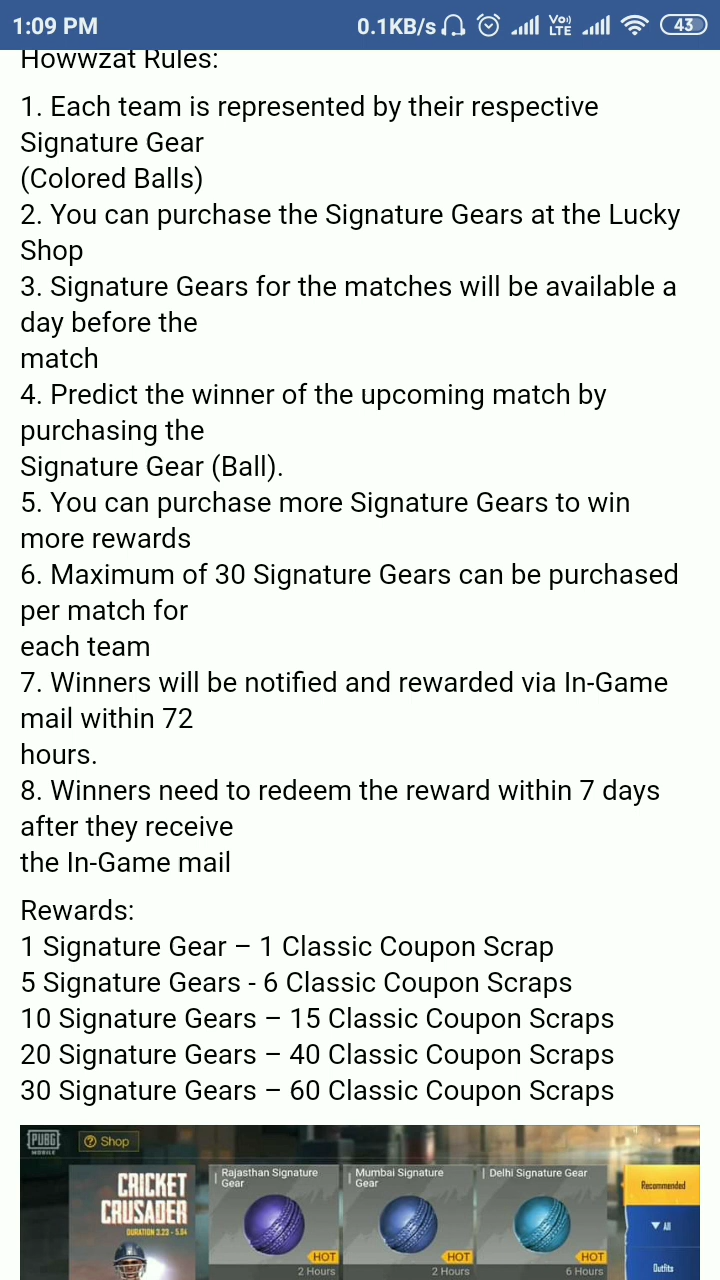 1:09 PM
0.1KB/s
Vo))
LTE
43
Howwzat Rules:
1. Each team is represented by their respective
Signature Gear
(Colored Balls)
2. You can purchase the Signature Gears at the Lucky
Shop
3. Signature Gears for the matches will be available a
day before the
match
4. Predict the winner of the upcoming match by
purchasing the
Signature Gear (Ball).
5. You can purchase more Signature Gears to win
more rewards
6. Maximum of 30 Signature Gears can be purchased
per match for
each team
7. Winners will be notified and rewarded via In-Game
mail within 72
hours.
8. Winners need to redeem the reward within 7 days
after they receive
the In-Game mail
Rewards:
1 Signature Gear – 1 Classic Coupon Scrap
5 Signature Gears - 6 Classic Coupon Scraps
10 Signature Gears – 15 Classic Coupon Scraps
20 Signature Gears – 40 Classic Coupon Scraps
30 Signature Gears – 60 Classic Coupon Scraps
PUBG
MOBILE
? Shop
CRICKET
CRUSADER
DURATION 3.23 - 5.04
Rajasthan Signature
Gear
HOT
2 Hours
Mumbai Signature
Gear
HOT
2 Hours
Delhi Signature Gear
HOT
6 Hours
Recommended
All
Outfits